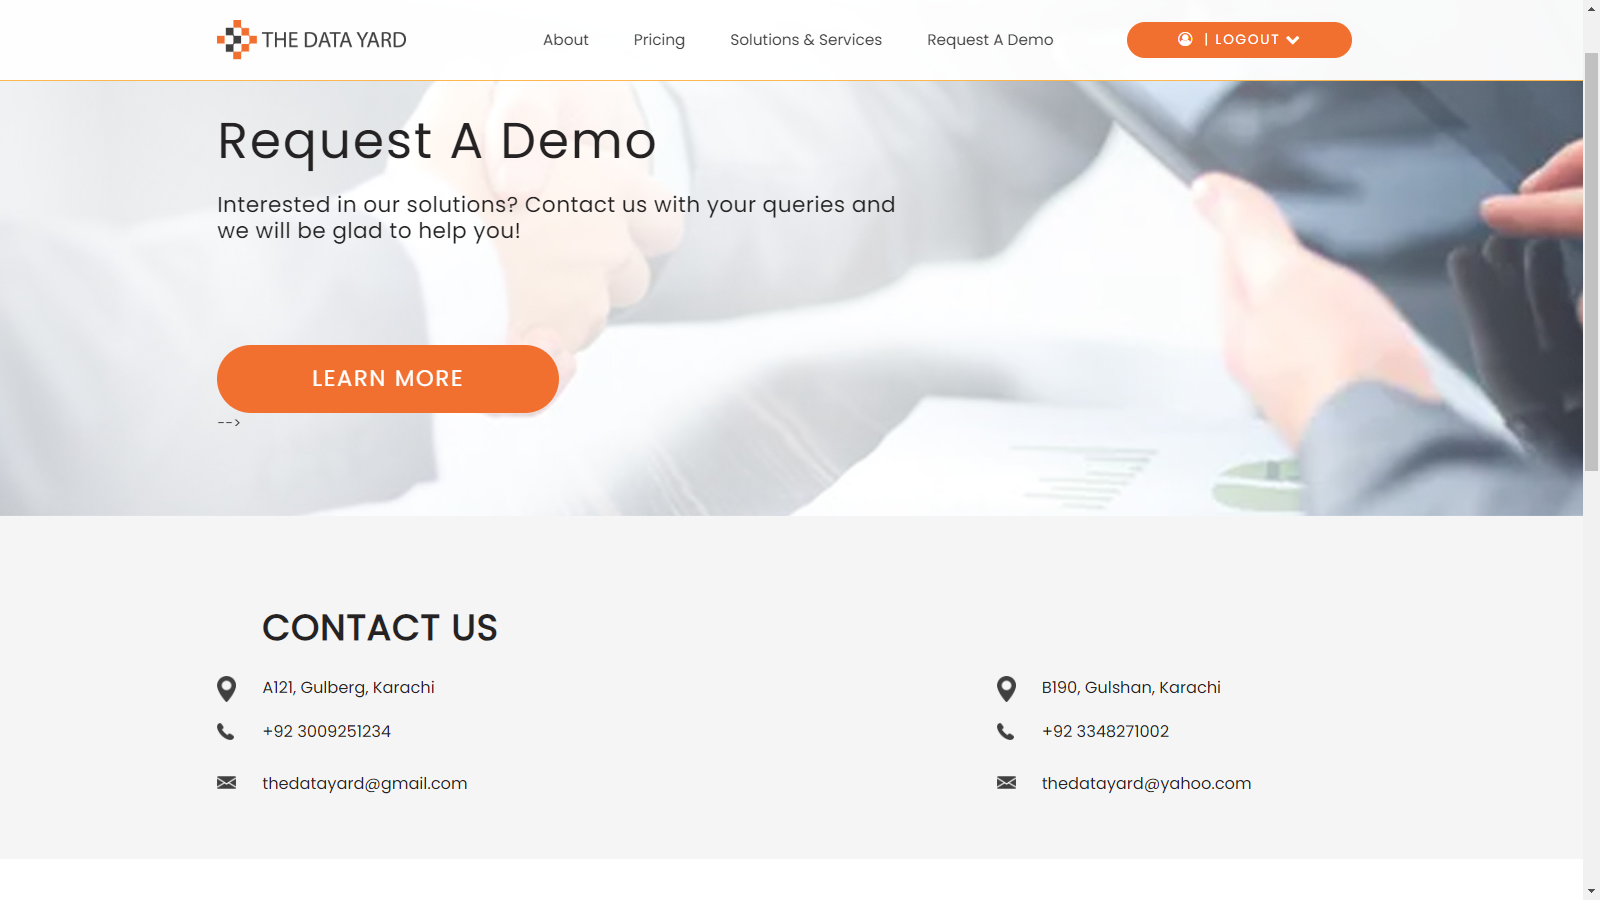 THE DATA YARD
About
Pricing
Solutions & Services
Request A Demo
| LOGOUT
Request A Demo
Interested in our solutions? Contact us with your queries and
we will be glad to help you!
LEARN MORE
-->
CONTACT US
A121, Gulberg, Karachi
+92 3009251234
thedatayard@gmail.com
B190, Gulshan, Karachi
+92 3348271002
thedatayard@yahoo.com